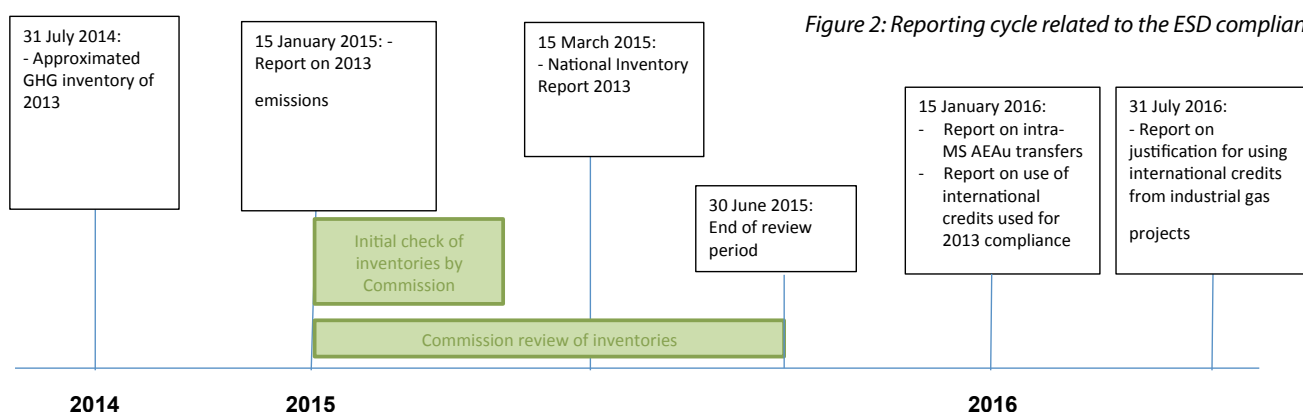 Figure 2: Reporting cycle related to the ESD complian
31 July 2014:
- Approximated
GHG inventory of
2013
15 January 2015: -
Report on 2013
emissions
15 March 2015:
- National Inventory
Report 2013
15 January 2016:
- Report on intra-
MS AEAu transfers
- Report on use of
international
credits used for
2013 compliance
31 July 2016:
- Report on
justification for using
international credits
from industrial gas
projects
30 June 2015:
End of review
period
Initial check of
inventories by
Commission
Commission review of inventories
2014
2015
2016